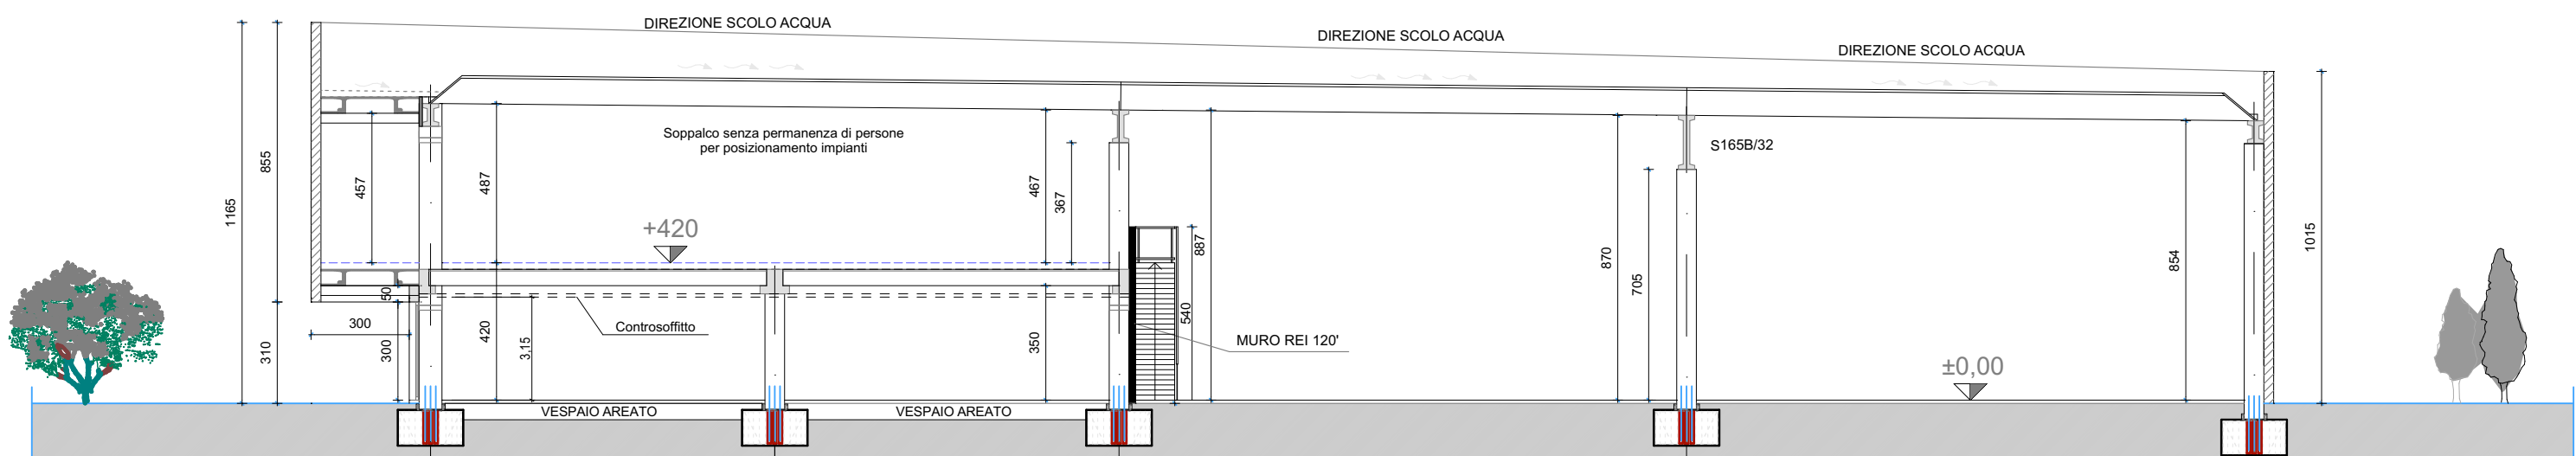 DIREZIONE SCOLO ACQUA
DIREZIONE SCOLO ACQUA
DIREZIONE SCOLO ACQUA
Soppalco senza permanenza di persone
per posizionamento impianti
S165B/32
1165
855
310
457
487
467
367
+420
887
870
705
854
1015
50
300
300
420
3,15
Controsoffitto
350
540
MURO REI 120'
±0,00
VESPAIO AREATO
VESPAIO AREATO